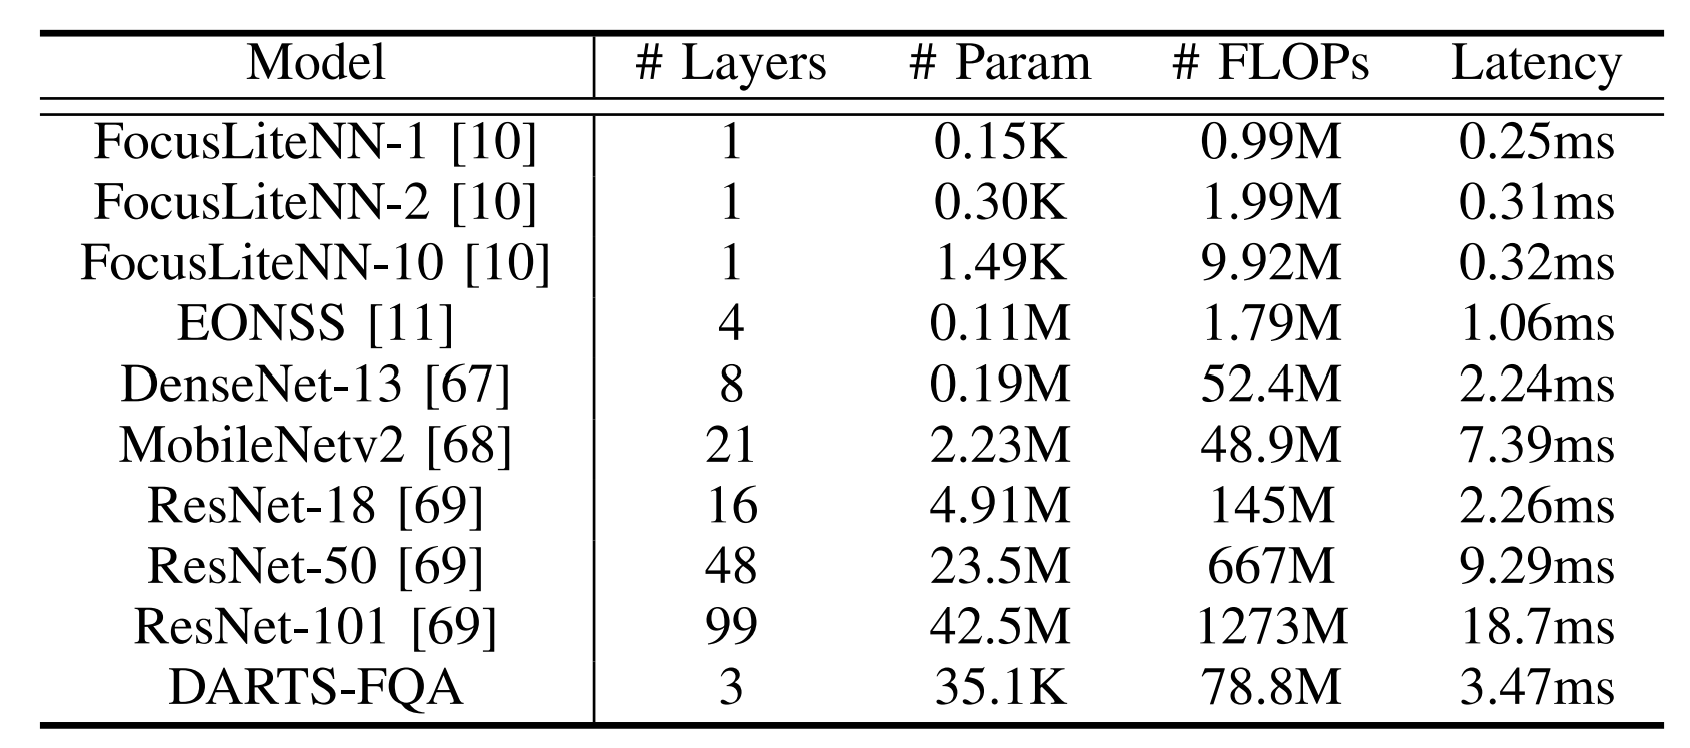 Model # Layers # Param # FLOPs Latency
FocusLiteNN-1 [10] 1 0.15K 0.99M 0.25ms
FocusLiteNN-2 [10] 1 0.30K 1.99M 0.31ms
FocusLiteNN-10 [10] 1 1.49K 9.92M 0.32ms
EONSS [11] 4 0.11M 1.79M 1.06ms
DenseNet-13 [67] 8 0.19M 52.4M 2.24ms
MobileNetv2 [68] 21 2.23M 48.9M 7.39ms
ResNet-18 [69] 16 4.91M 145M 2.26ms
ResNet-50 [69] 48 23.5M 667M 9.29ms
ResNet-101 [69] 99 42.5M 1273M 18.7ms
DARTS-FQA 3 35.1K 78.8M 3.47ms